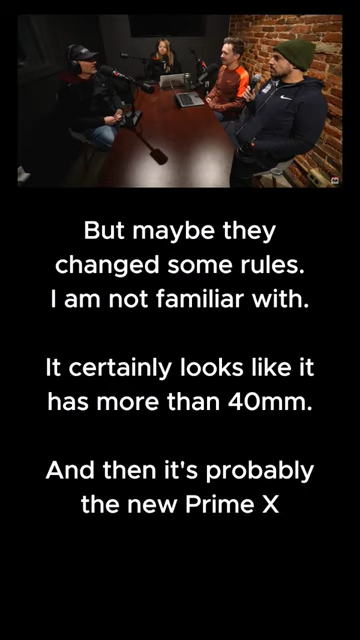 But maybe they
changed some rules.
I am not familiar with.
It certainly looks like it
has more than 40mm.
And then it's probably
the new Prime X